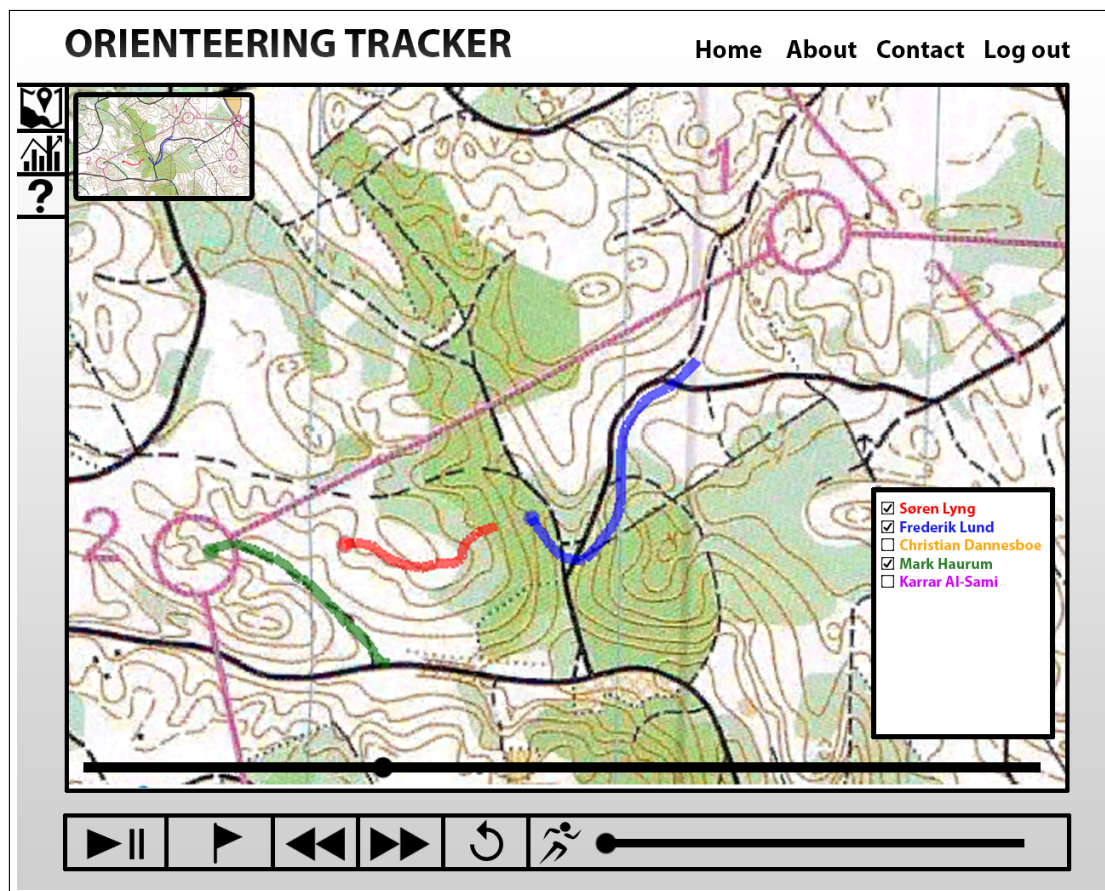 ORIENTEERING TRACKER
Home About Contact Log out
?
1
2
Søren Lyng
Frederik Lund
Christian Dannesboe
Mark Haurum
Karrar Al-Sami